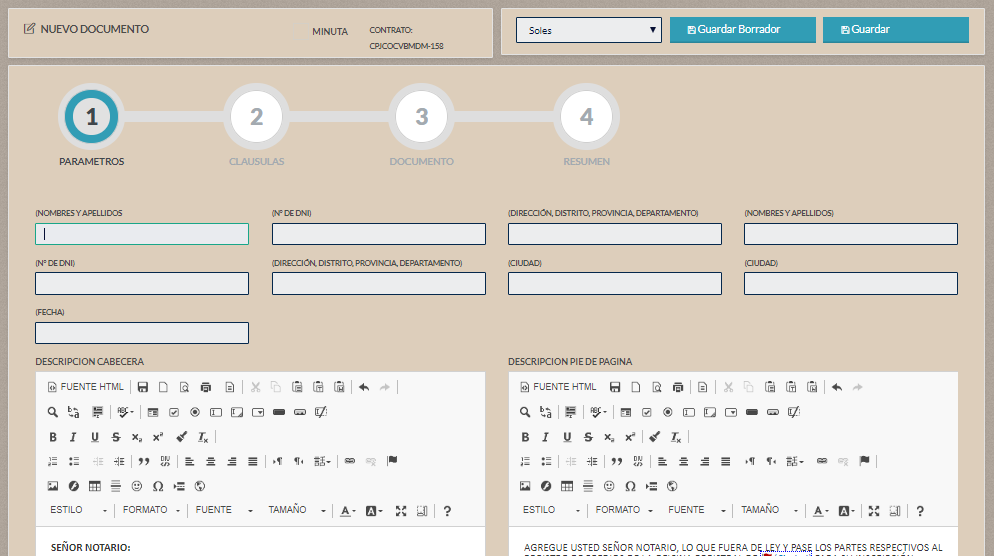 NUEVO DOCUMENTO
MINUTA
CONTRATO:
CPJCOCVBMDM-158
Soles
Guardar Borrador
Guardar
1
2
3
4
PARAMETROS
CLAUSULAS
DOCUMENTO
RESUMEN
(NOMBRES Y APELLIDOS
(Nº DE DNI)
(DIRECCIÓN, DISTRITO, PROVINCIA, DEPARTAMENTO)
(NOMBRES Y APELLIDOS)
(Nº DE DNI)
(DIRECCIÓN, DISTRITO, PROVINCIA, DEPARTAMENTO)
(CIUDAD)
(CIUDAD)
(FECHA)
DESCRIPCION CABECERA
FUENTE HTML
ESTILO
FORMATO
FUENTE
TAMAÑO
SEÑOR NOTARIO:
DESCRIPCION PIE DE PAGINA
FUENTE HTML
ESTILO
FORMATO
FUENTE
TAMAÑO
AGREGUE USTED SEÑOR NOTARIO, LO QUE FUERA DE LEY Y PASE LOS PARTES RESPECTIVOS AL